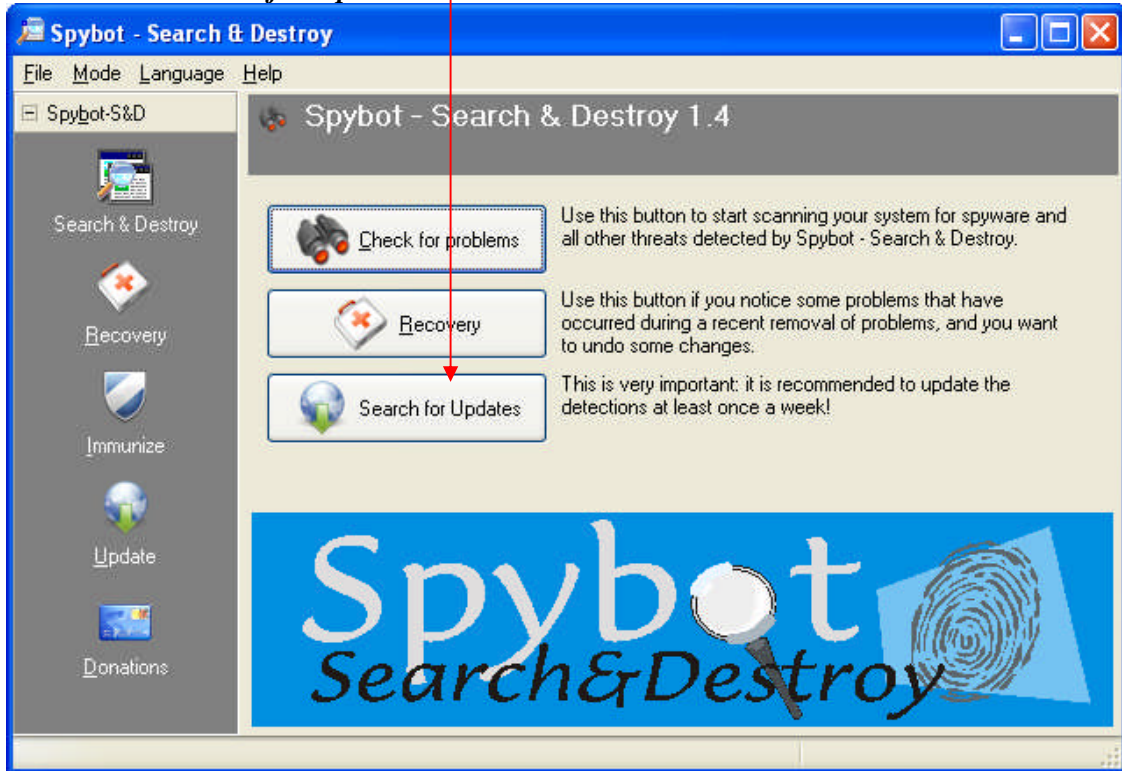 Spybot - Search & Destroy
File Mode Language Help
Spybot-S&D
Spybot - Search & Destroy 1.4
Search & Destroy
Recovery
Immunize
Update
Donations
Check for problems
Use this button to start scanning your system for spyware and
all other threats detected by Spybot - Search & Destroy.
Recovery
Use this button if you notice some problems that have
occurred during a recent removal of problems, and you want
to undo some changes.
Search for Updates
This is very important: it is recommended to update the
detections at least once a week!
Spybot
Search&Destroy